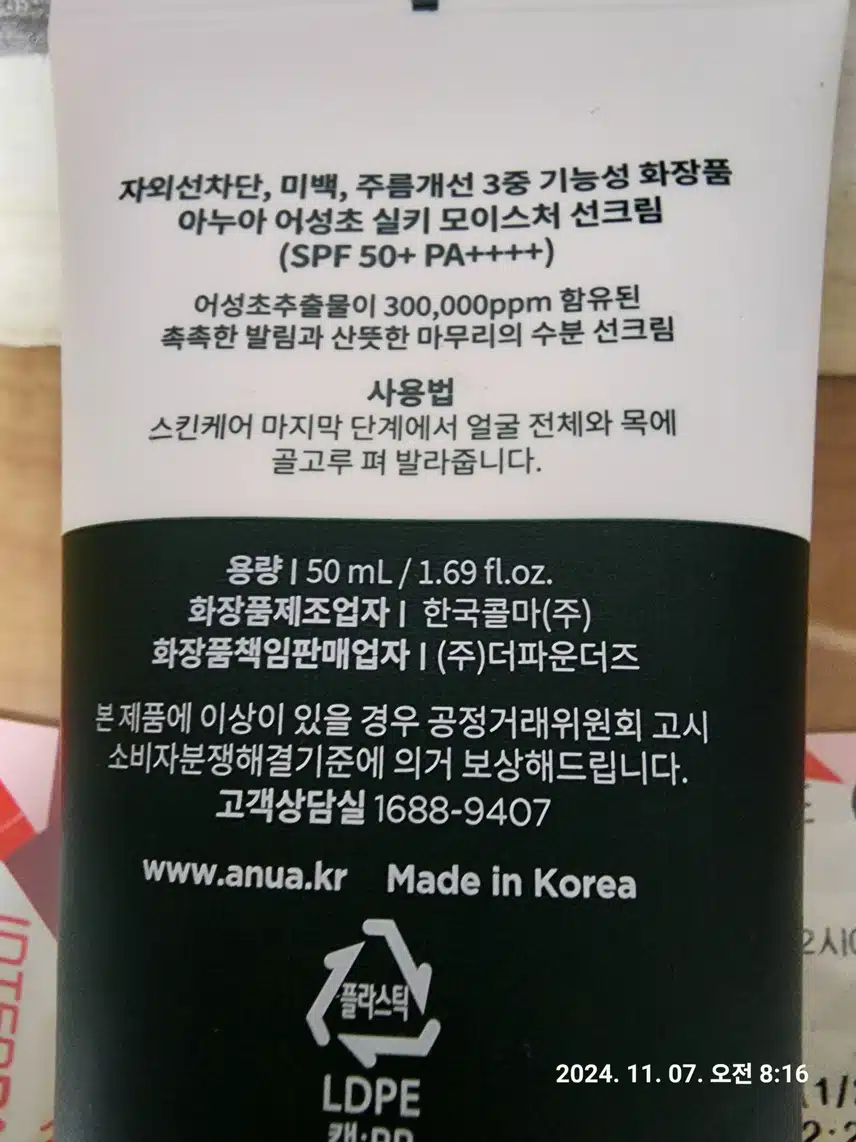 자외선차단, 미백, 주름개선 3중 기능성 화장품
아누아 어성초 실키 모이스처 선크림
(SPF 50+ PA++++)
어성초추출물이 300,000ppm 함유된
촉촉한 발림과 산뜻한 마무리의 수분 선크림
사용법
스킨케어 마지막 단계에서 얼굴 전체와 목에
골고루 펴 발라줍니다.
용량 | 50 mL / 1.69 fl.oz.
화장품제조업자 | 한국콜마(주)
화장품책임판매업자 | (주)더파운더즈
본 제품에 이상이 있을 경우 공정거래위원회 고시
소비자분쟁해결기준에 의거 보상해드립니다.
고객상담실 1688-9407
www.anua.kr Made in Korea
플라스틱
LDPE
2024. 11. 07. 오전 8:16